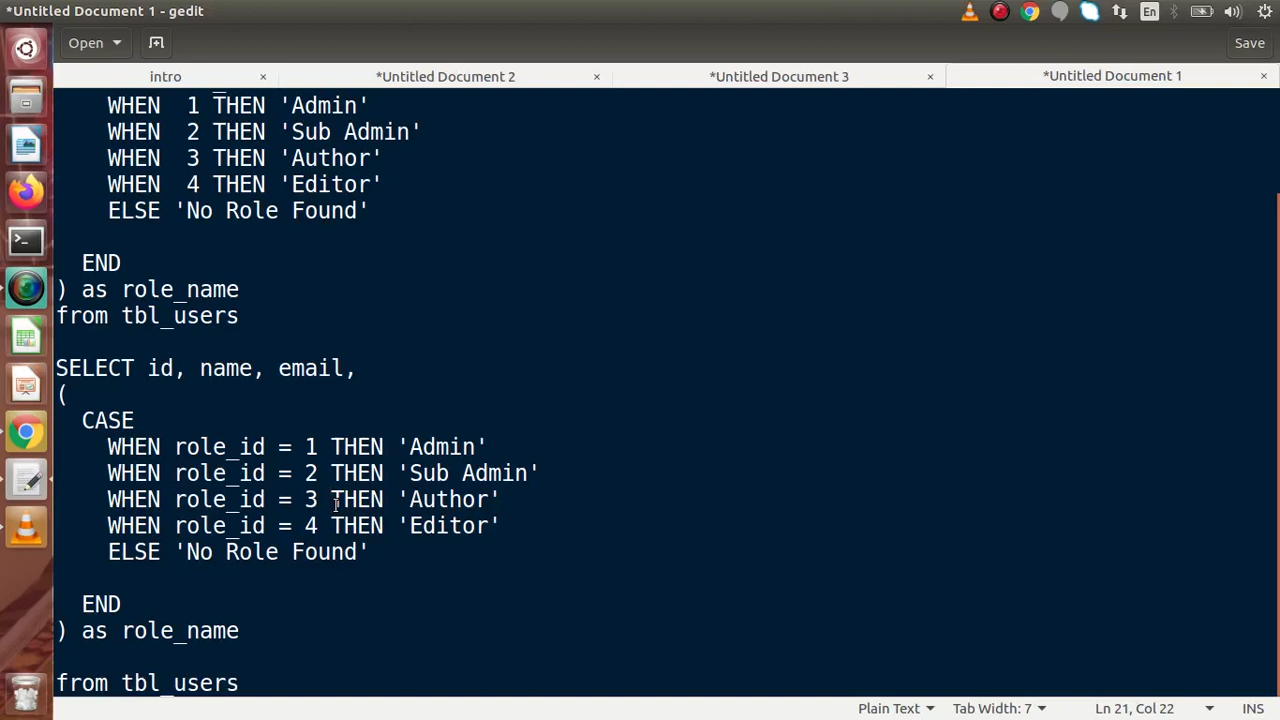 *Untitled Document 1 - gedit
En
Open
Save
intro
*Untitled Document 2
*Untitled Document 3
*Untitled Document 1
WHEN  1 THEN 'Admin'
WHEN  2 THEN 'Sub Admin'
WHEN  3 THEN 'Author'
WHEN  4 THEN 'Editor'
ELSE 'No Role Found'
END
) as role_name
from tbl_users
SELECT id, name, email,
(
CASE
WHEN role_id = 1 THEN 'Admin'
WHEN role_id = 2 THEN 'Sub Admin'
WHEN role_id = 3 THEN 'Author'
WHEN role_id = 4 THEN 'Editor'
ELSE 'No Role Found'
END
) as role_name
from tbl_users
Plain Text
Tab Width: 7
Ln 21, Col 22
INS